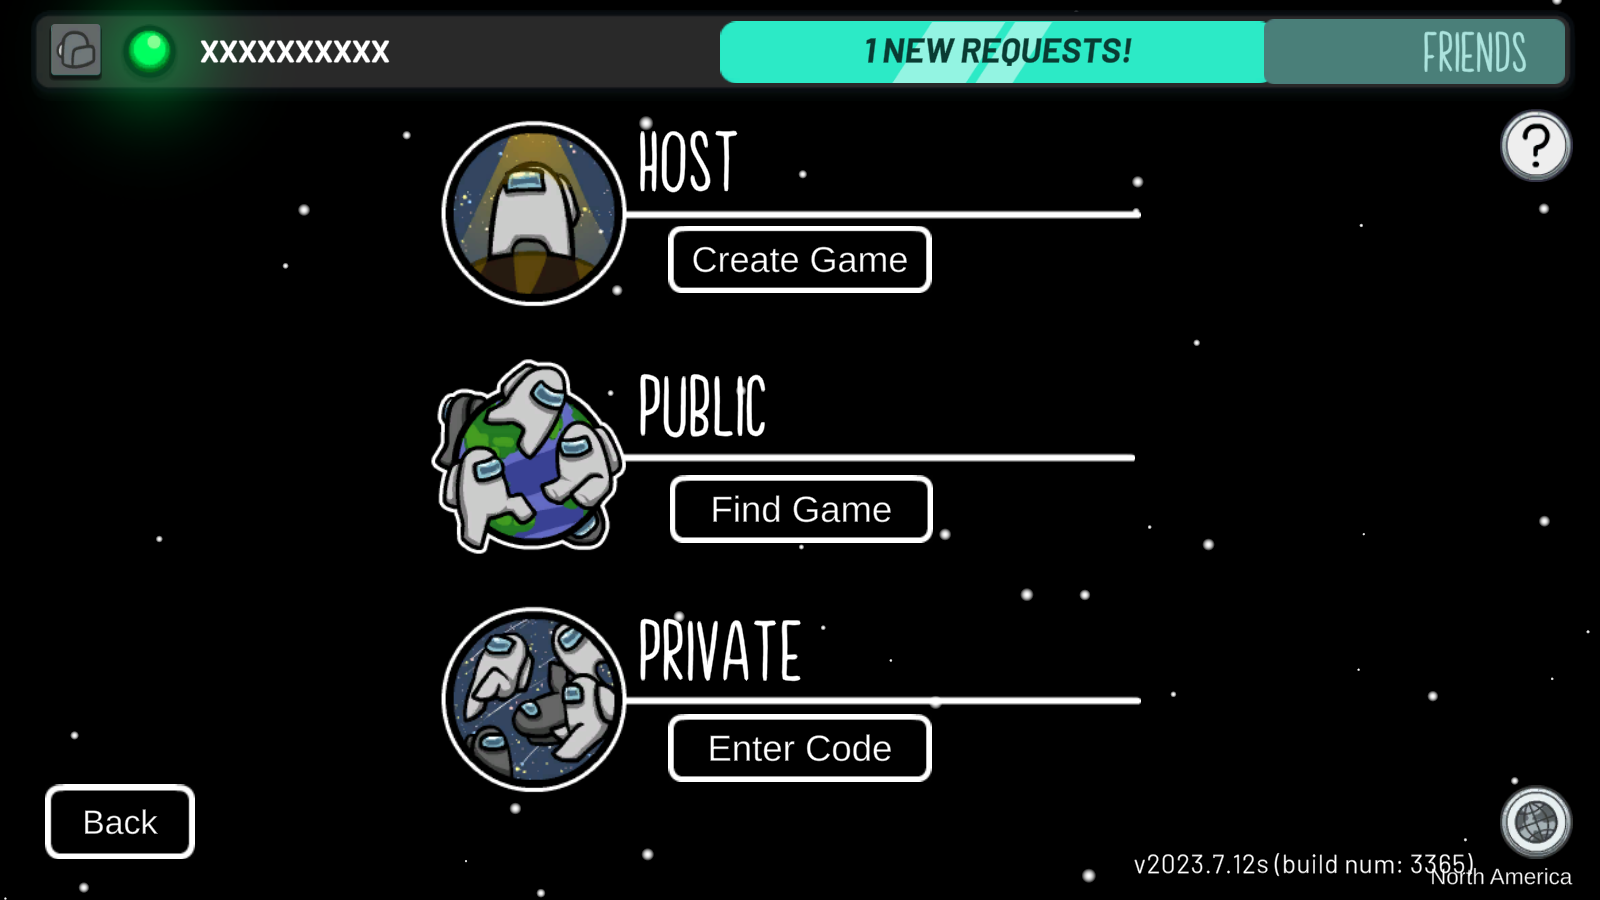 XXXXXXXXXX
1 NEW REQUESTS!
FRIENDS
?
HOST
Create Game
PUBLIC
Find Game
PRIVATE
Enter Code
Back
v2023.7.12s (build num: 3365)
North America